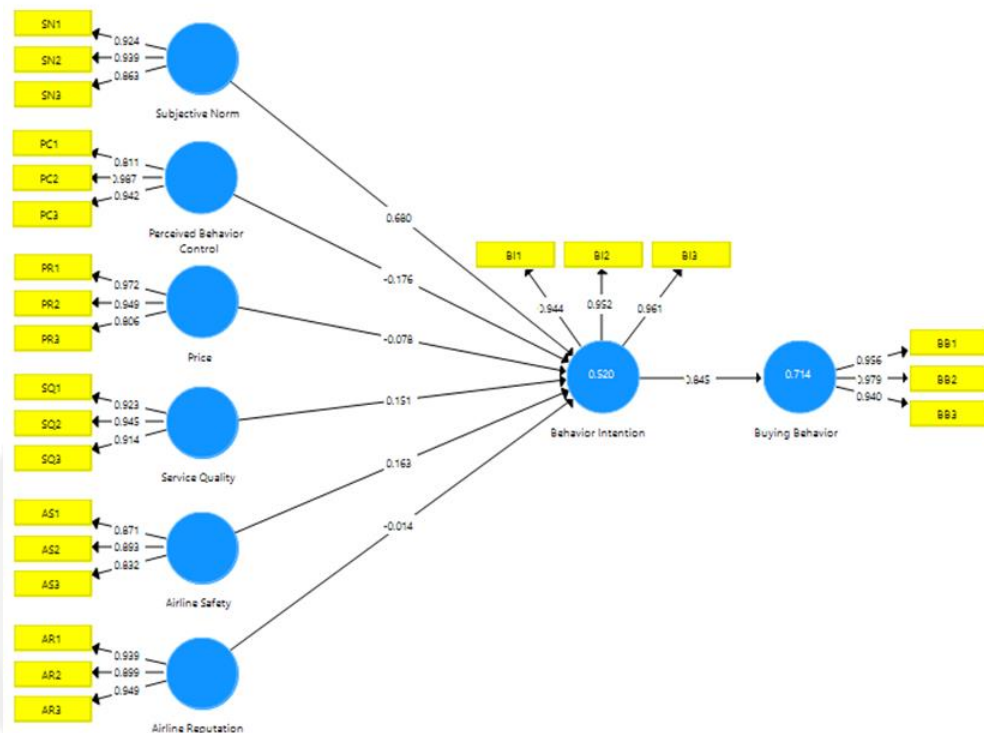 SN1
0.924
SN2
0.939
SN3
0.863
Subjective Norm
PC1
0.811
PC2
0.987
PC3
0.942
Perceived Behavior
Control
PR1
0.972
PR2
0.949
PR3
0.806
Price
SQ1
0.923
SQ2
0.945
SQ3
0.914
Service Quality
AS1
0.871
AS2
0.893
AS3
0.832
Airline Safety
AR1
0.939
AR2
0.899
AR3
0.949
Airline Reputation
0.680
-0.176
-0.078
0.151
0.163
-0.014
BI1
BI2
BI3
0.944
0.952
0.961
0.520
Behavior Intention
0.845
0.714
Buying Behavior
0.956
BB1
0.979
BB2
0.940
BB3